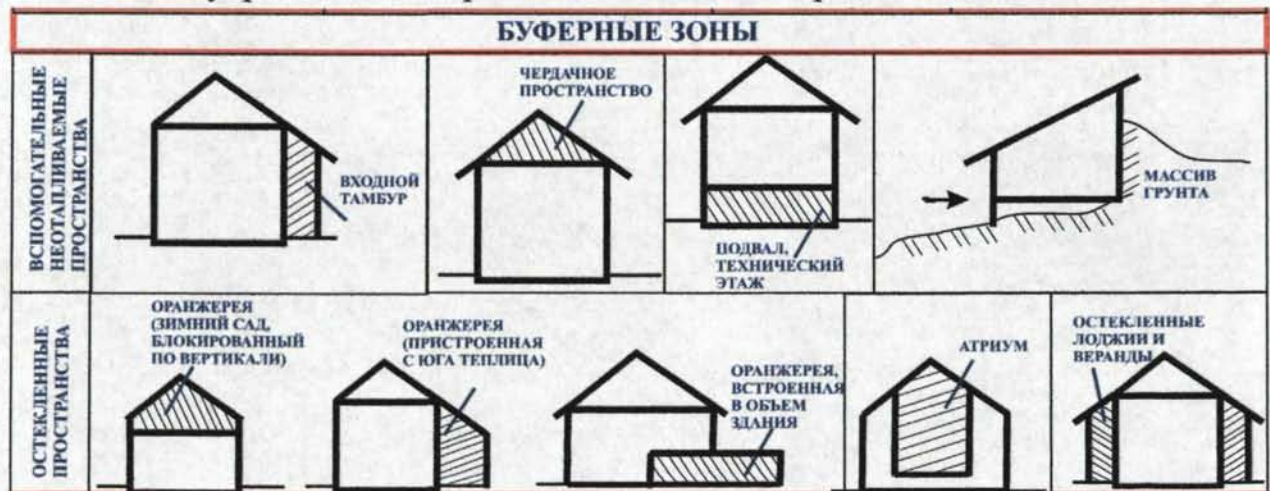 БУФЕРНЫЕ ЗОНЫ
ВСПОМОГАТЕЛЬНЫЕ
НЕОТАПЛИВАЕМЫЕ
ПРОСТРАНСТВА
ВХОДНОЙ
ТАМБУР
ЧЕРДАЧНОЕ
ПРОСТРАНСТВО
ПОДВАЛ,
ТЕХНИЧЕСКИЙ
ЭТАЖ
МАССИВ
ГРУНТА
ОСТЕКЛЕННЫЕ
ПРОСТРАНСТВА
ОРАНЖЕРЕЯ
(ЗИМНИЙ САД,
БЛОКИРОВАННЫЙ
ПО ВЕРТИКАЛИ)
ОРАНЖЕРЕЯ
(ПРИСТРОЕННАЯ
С ЮГА ТЕПЛИЦА)
ОРАНЖЕРЕЯ,
ВСТРОЕННАЯ
В ОБЪЕМ
ЗДАНИЯ
АТРИУМ
ОСТЕКЛЕННЫЕ
ЛОДЖИИ И
ВЕРАНДЫ